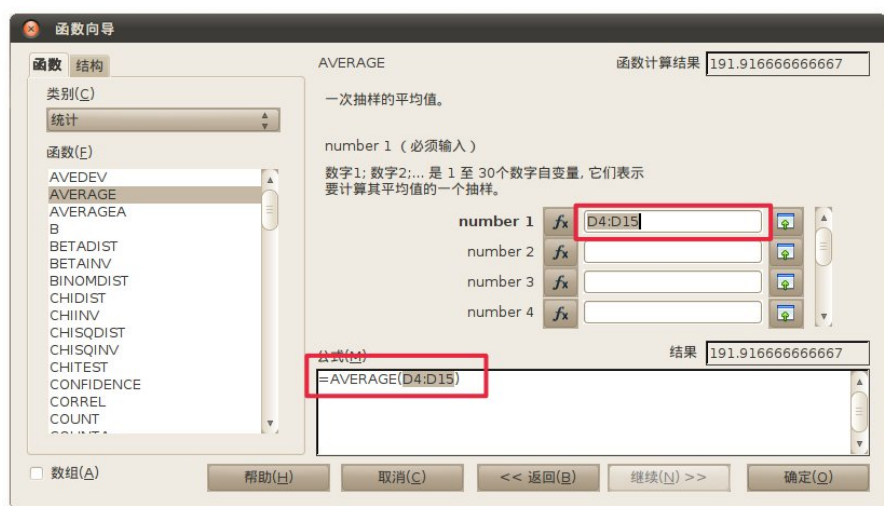 函数向导
函数 结构
类别(C)
统计
函数(F)
AVEDEV
AVERAGE
AVERAGEA
B
BETADIST
BETAINV
BINOMDIST
CHIDIST
CHIINV
CHISQDIST
CHISQINV
CHITEST
CONFIDENCE
CORREL
COUNT
COUNTA
AVERAGE
函数计算结果 191.916666666667
一次抽样的平均值。
number 1 ( 必须输入 )
数字1; 数字2;... 是 1 至 30个数字自变量, 它们表示
要计算其平均值的一个抽样。
number 1 fx D4:D15
number 2 fx
number 3 fx
number 4 fx
公式(M)
结果 191.916666666667
=AVERAGE(D4:D15)
数组(A)
帮助(H) 取消(C) << 返回(B) 继续(N) >> 确定(O)